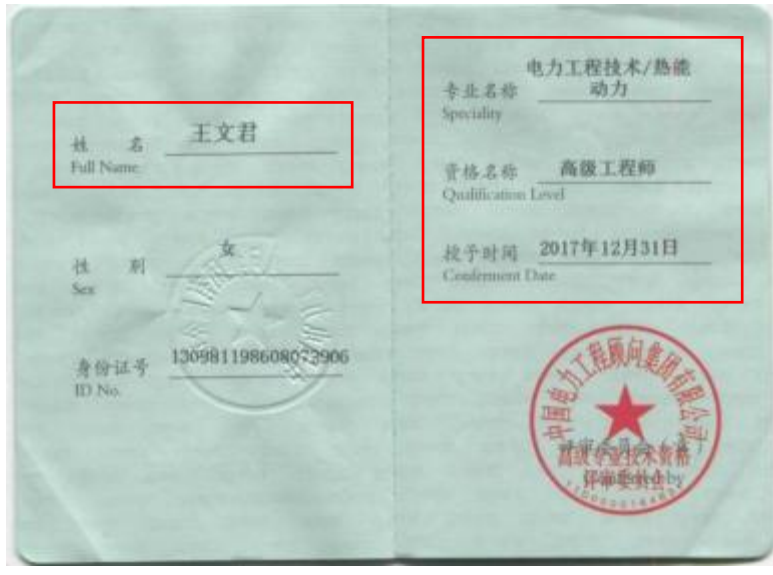 姓 名 王文君
Full Name
性 别 女
Sex
身份证号 130981198608073906
ID No.
电力工程技术/热能
专业名称 动力
Speciality
资格名称 高级工程师
Qualification Level
授予时间 2017年12月31日
Conferment Date
中国电力工程顾问集团有限公司
高级专业技术资格
评审委员会
Conferred by